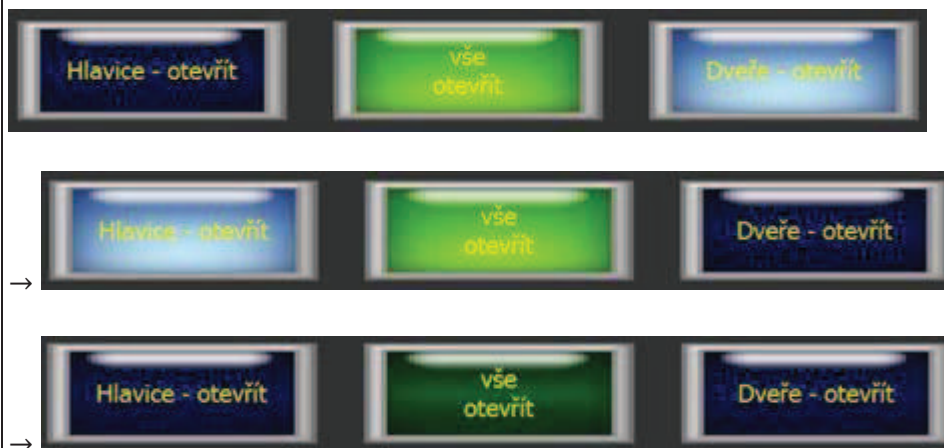 Hlavice - otevřít
vše
otevřít
Dveře - otevřít
→
Hlavice - otevřít
vše
otevřít
Dveře - otevřít
→
Hlavice - otevřít
vše
otevřít
Dveře - otevřít